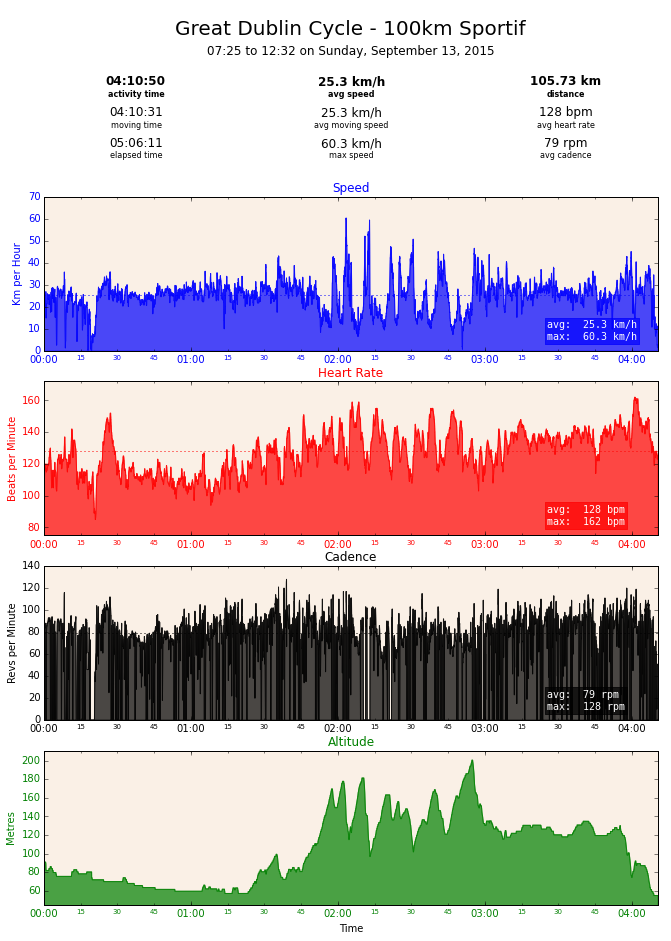 Great Dublin Cycle - 100km Sportif
07:25 to 12:32 on Sunday, September 13, 2015
04:10:50 25.3 km/h 105.73 km
activity time avg speed distance
04:10:31 25.3 km/h 128 bpm
moving time avg moving speed avg heart rate
05:06:11 60.3 km/h 79 rpm
elapsed time max speed avg cadence
Speed
70
60
50
40
30
20
10
0
Km per Hour
avg: 25.3 km/h
max: 60.3 km/h
00:00 15 30 45 01:00 15 30 45 02:00 15 30 45 03:00 15 30 45 04:00
Heart Rate
160
140
120
100
80
Beats per Minute
avg: 128 bpm
max: 162 bpm
00:00 15 30 45 01:00 15 30 45 02:00 15 30 45 03:00 15 30 45 04:00
Cadence
140
120
100
80
60
40
20
0
Revs per Minute
avg: 79 rpm
max: 128 rpm
00:00 15 30 45 01:00 15 30 45 02:00 15 30 45 03:00 15 30 45 04:00
Altitude
200
180
160
140
120
100
80
60
Metres
00:00 15 30 45 01:00 15 30 45 02:00 15 30 45 03:00 15 30 45 04:00
Time